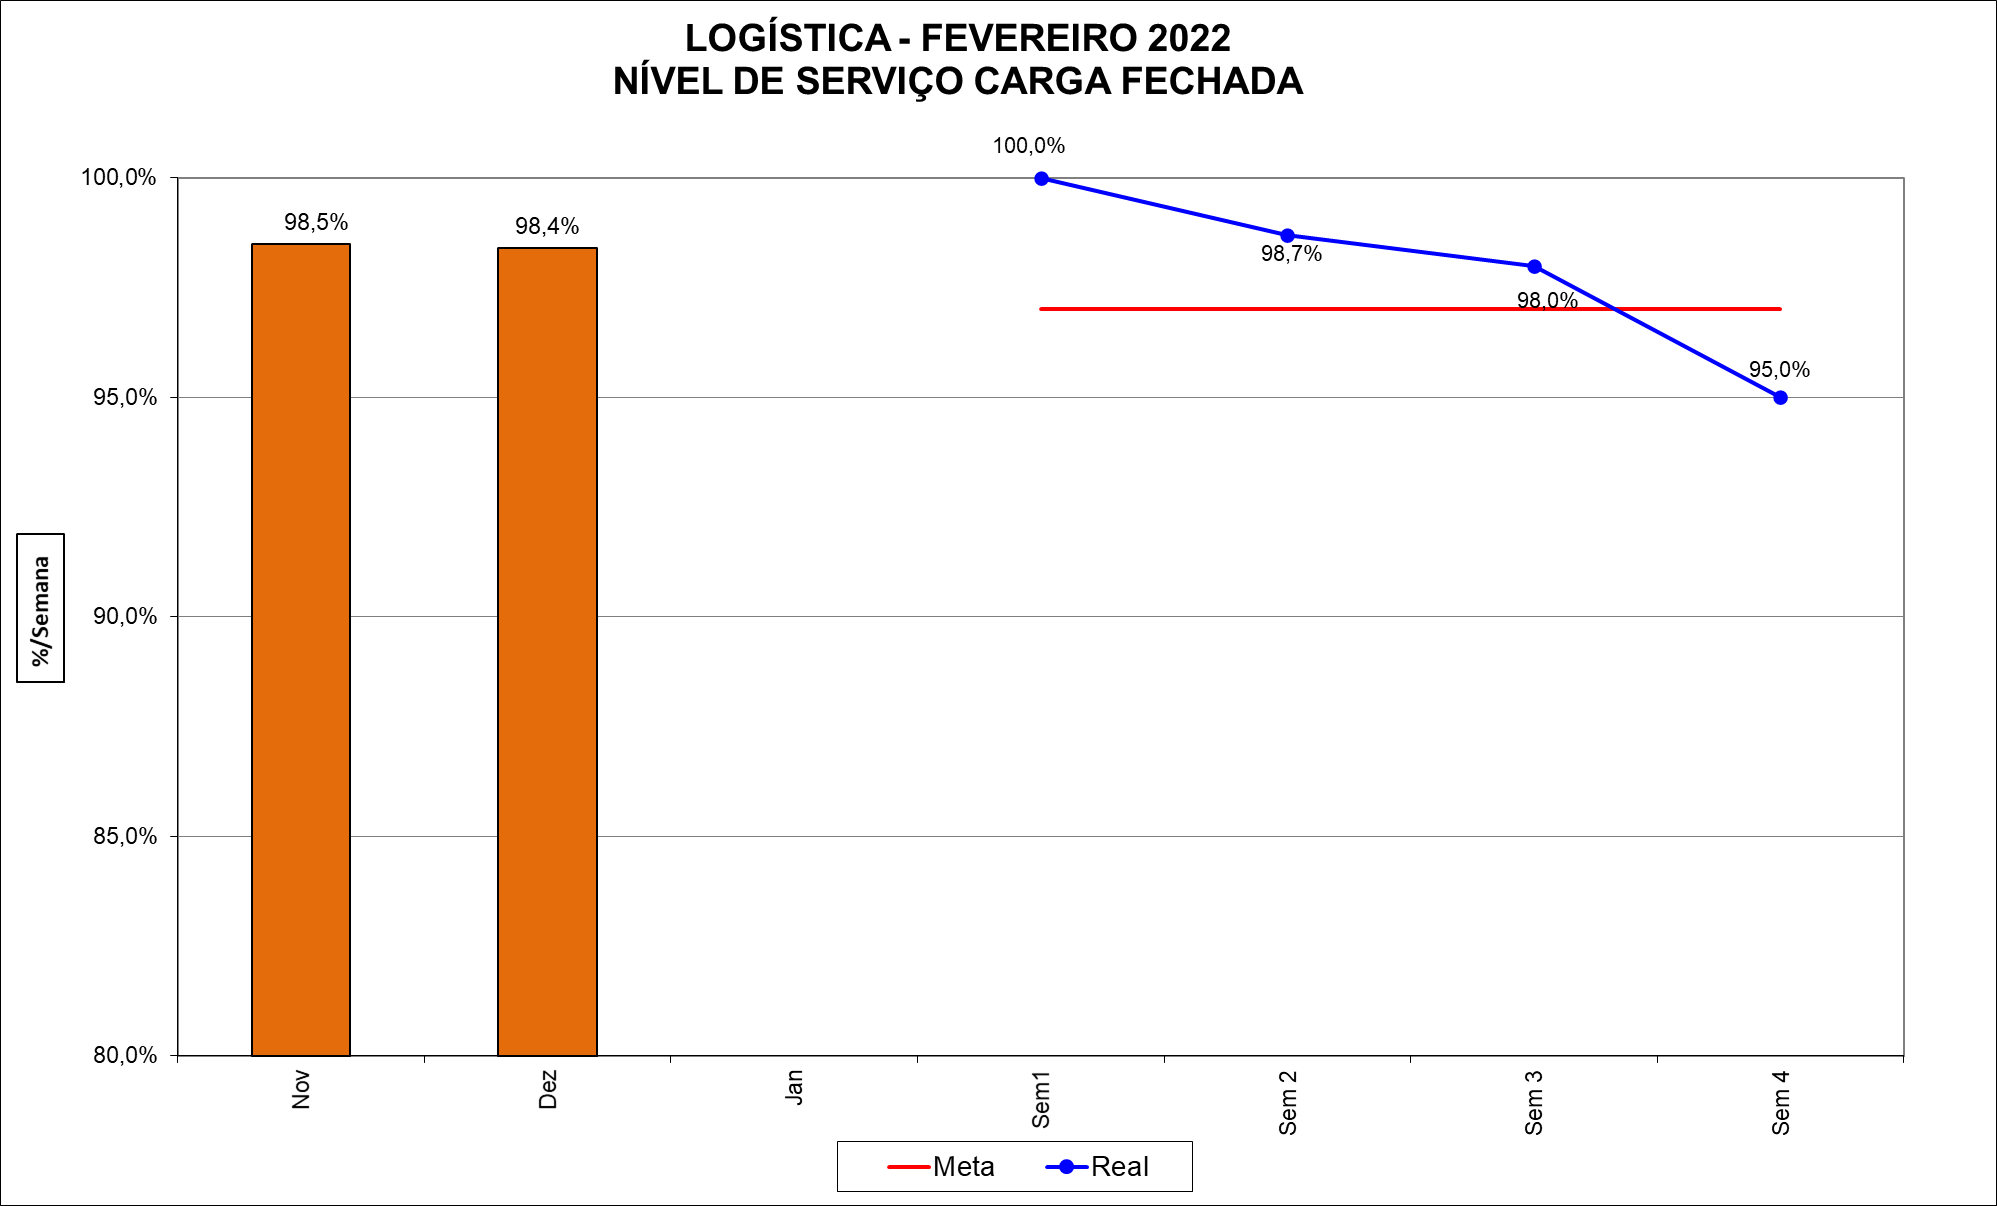 LOGÍSTICA - FEVEREIRO 2022
NÍVEL DE SERVIÇO CARGA FECHADA
100,0%
100,0%
98,5%
98,4%
98,7%
98,0%
95,0%
95,0%
90,0%
85,0%
80,0%
%/Semana
Nov
Dez
Jan
Sem1
Sem 2
Sem 3
Sem 4
Meta
Real